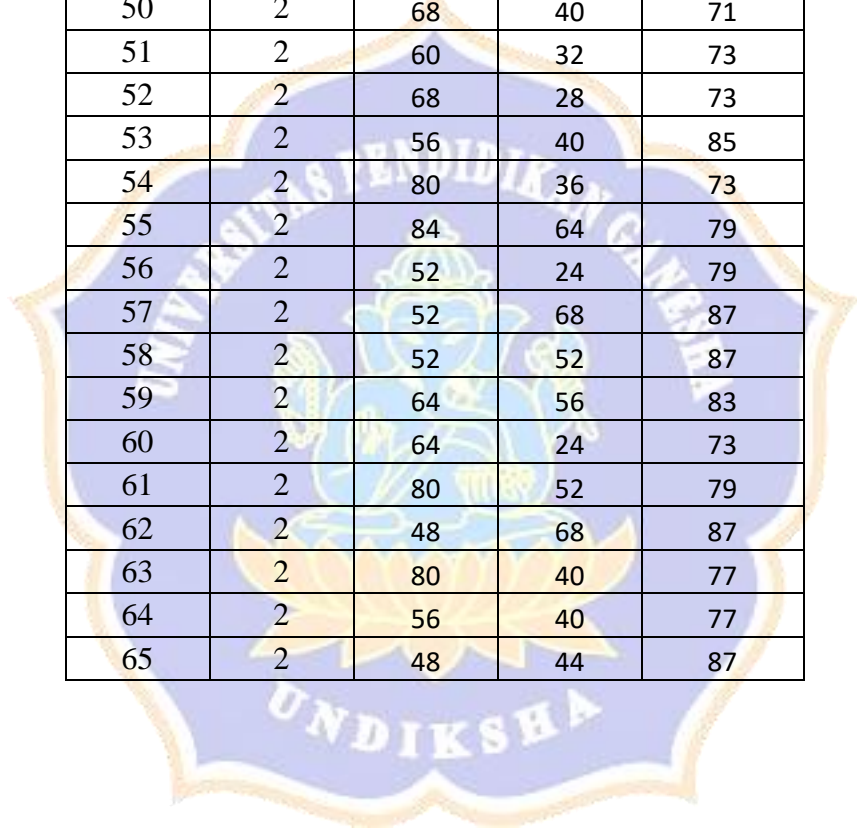 50 2 68 40 71
51 2 60 32 73
52 2 68 28 73
53 2 56 40 85
54 2 80 36 73
55 2 84 64 79
56 2 52 24 79
57 2 52 68 87
58 2 52 52 87
59 2 64 56 83
60 2 64 24 73
61 2 80 52 79
62 2 48 68 87
63 2 80 40 77
64 2 56 40 77
65 2 48 44 87
UNIVERSITAS PENDIDIKAN GANESHA
UNDIKSHA